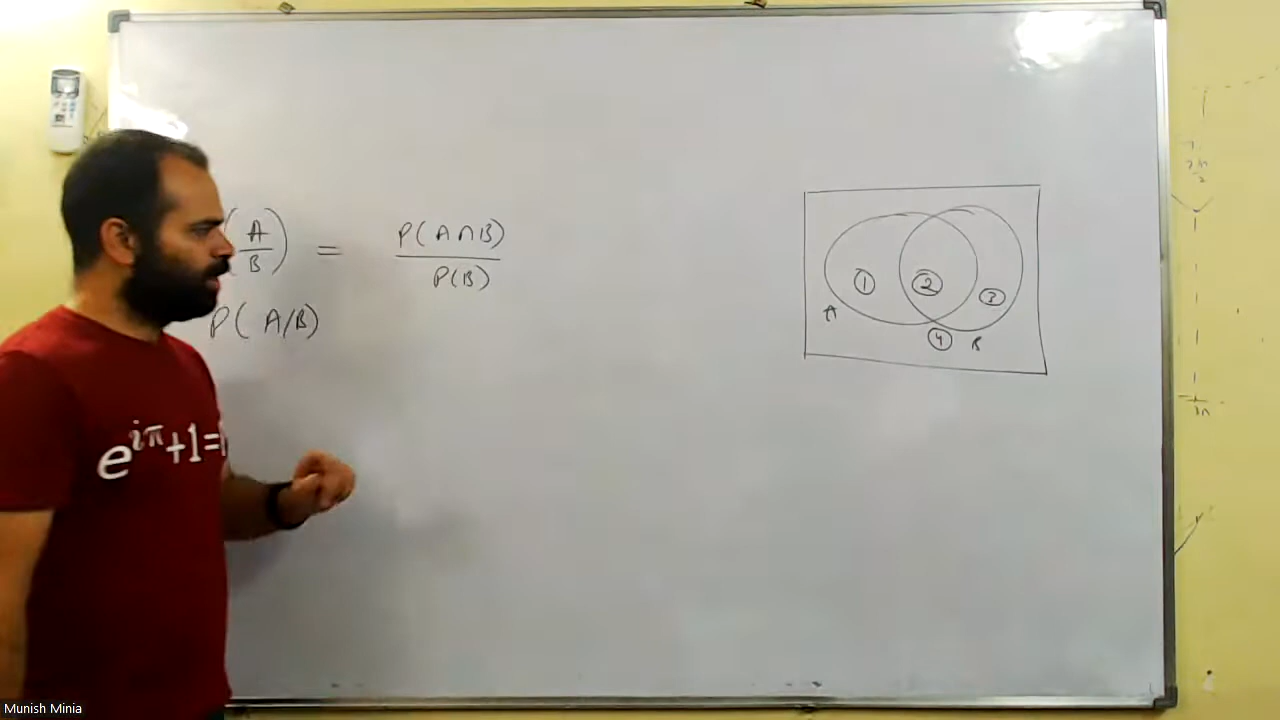 (A/B) = P(A∩B)/P(B)
P( A/B)
A
①
②
③
④
B
e^{iπ}+1=
Munish Minia